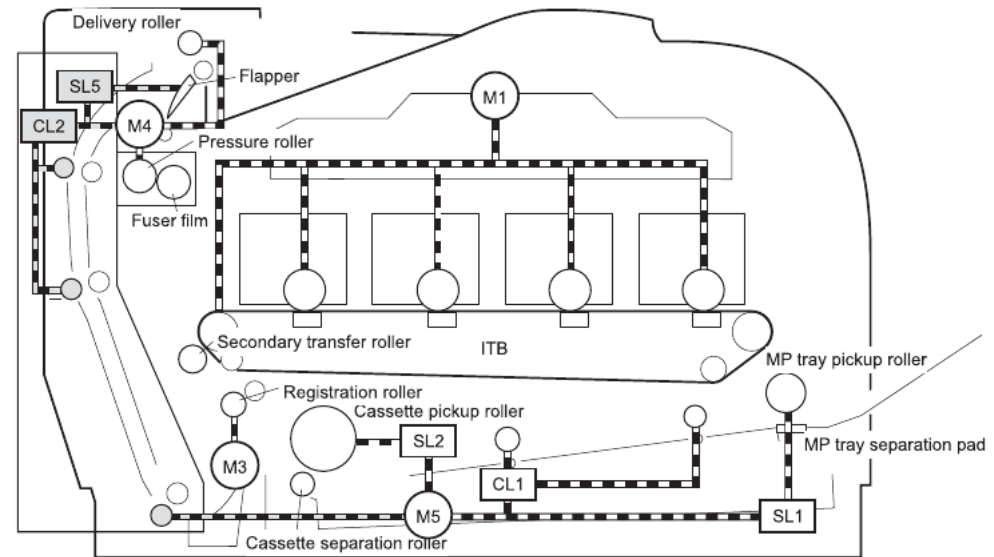 Delivery roller
SL5
Flapper
CL2
M4
M1
Pressure roller
Fuser film
Secondary transfer roller
ITB
MP tray pickup roller
Registration roller
Cassette pickup roller
SL2
MP tray separation pad
M3
CL1
M5
SL1
Cassette separation roller